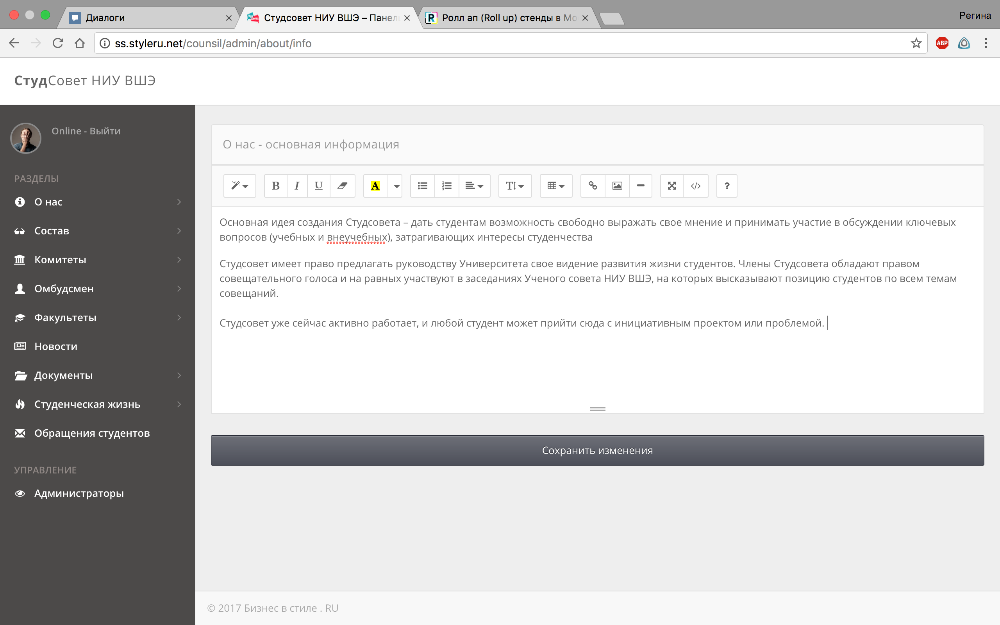 Диалоги
Студсовет НИУ ВШЭ – Панел
Ролл ап (Roll up) стенды в Мо
Регина
ss.styleru.net/counsil/admin/about/info
ABP
СтудСовет НИУ ВШЭ
Online - Выйти
РАЗДЕЛЫ
О нас
Состав
Комитеты
Омбудсмен
Факультеты
Новости
Документы
Студенческая жизнь
Обращения студентов
УПРАВЛЕНИЕ
Администраторы
О нас - основная информация
B I U A T ?
Основная идея создания Студсовета – дать студентам возможность свободно выражать свое мнение и принимать участие в обсуждении ключевых
вопросов (учебных и внеучебных), затрагивающих интересы студенчества
Студсовет имеет право предлагать руководству Университета свое видение развития жизни студентов. Члены Студсовета обладают правом
совещательного голоса и на равных участвуют в заседаниях Ученого совета НИУ ВШЭ, на которых высказывают позицию студентов по всем темам
совещаний.
Студсовет уже сейчас активно работает, и любой студент может прийти сюда с инициативным проектом или проблемой.
Сохранить изменения
© 2017 Бизнес в стиле . RU